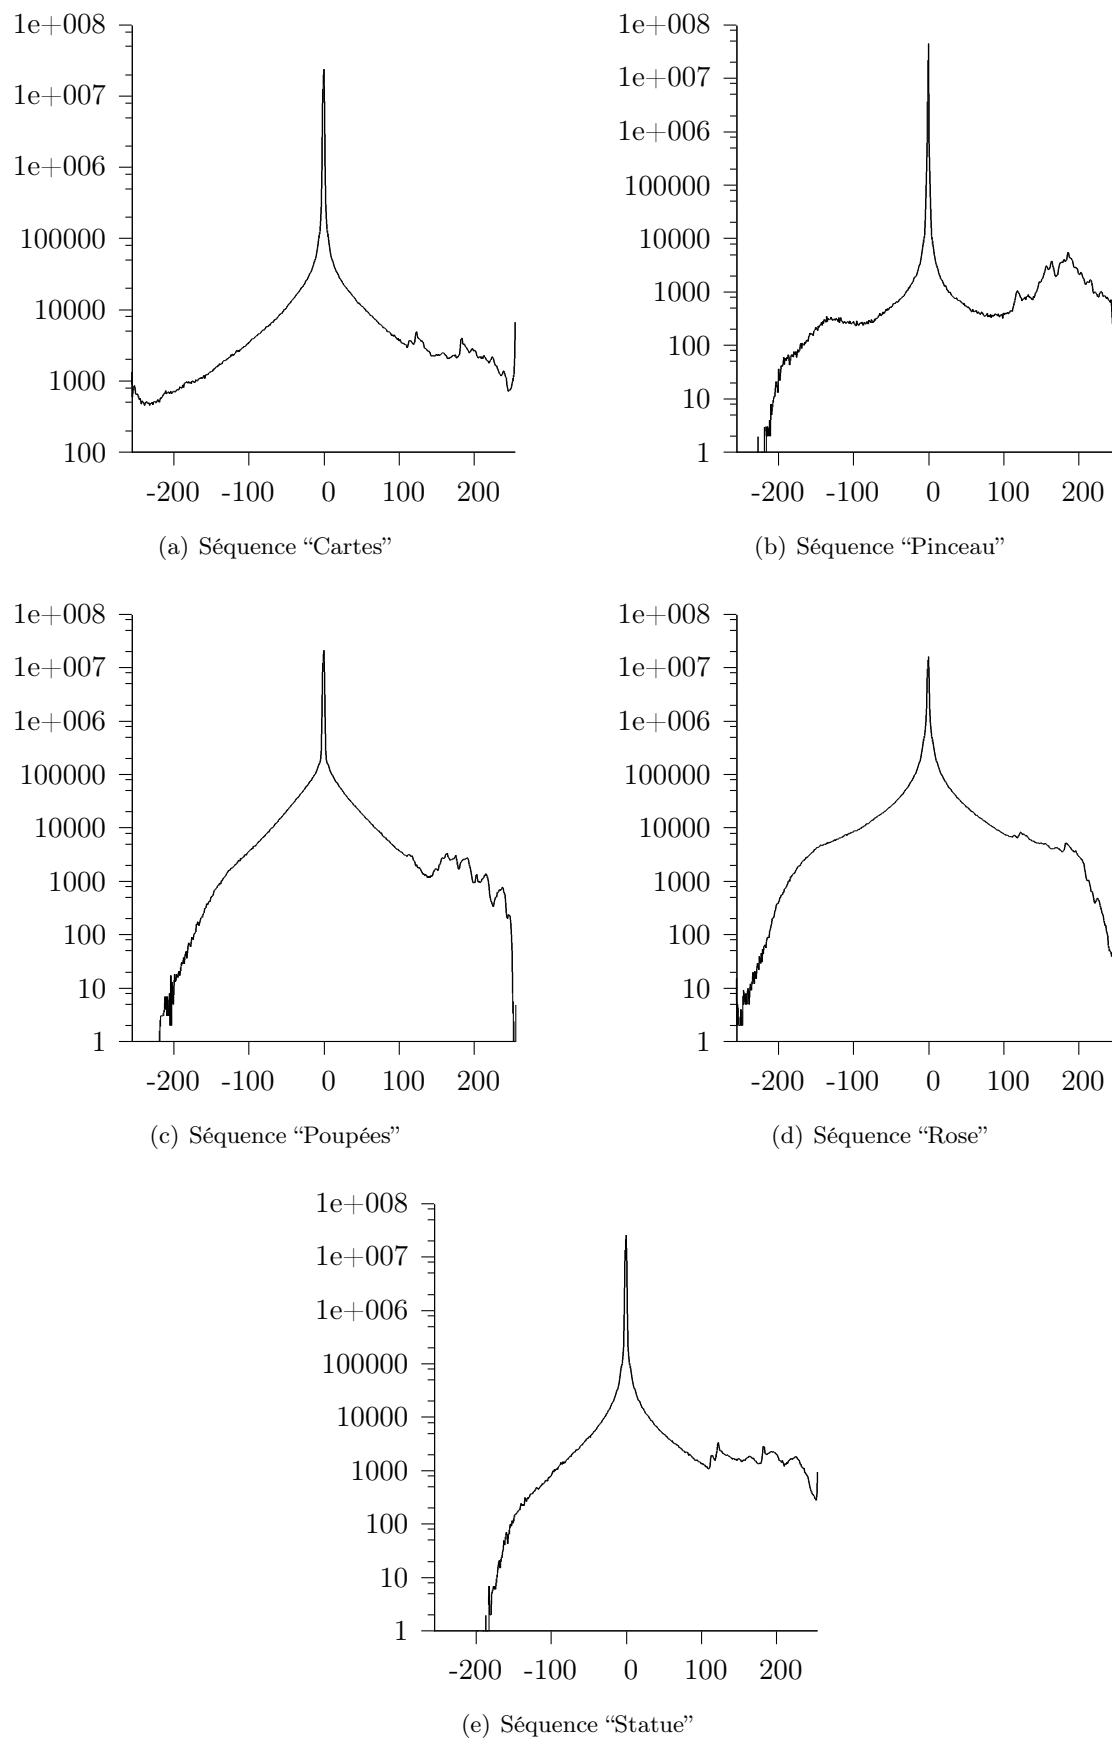 1e+008
1e+007
1e+006
100000
10000
1000
100
-200 -100 0 100 200
(a) Séquence “Cartes”
1e+008
1e+007
1e+006
100000
10000
1000
100
10
1
-200 -100 0 100 200
(b) Séquence “Pinceau”
1e+008
1e+007
1e+006
100000
10000
1000
100
10
1
-200 -100 0 100 200
(c) Séquence “Poupées”
1e+008
1e+007
1e+006
100000
10000
1000
100
10
1
-200 -100 0 100 200
(d) Séquence “Rose”
1e+008
1e+007
1e+006
100000
10000
1000
100
10
1
-200 -100 0 100 200
(e) Séquence “Statue”